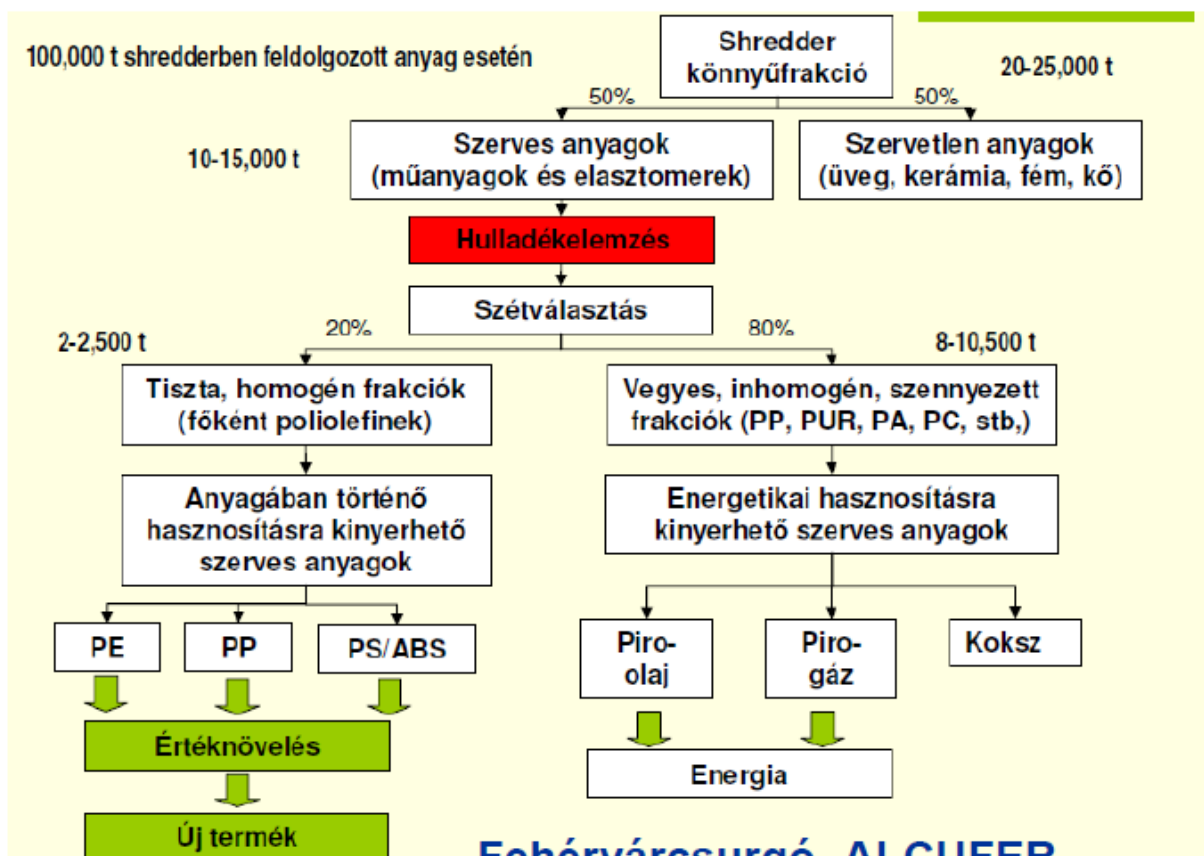 100,000 t shredderben feldolgozott anyag esetén
Shredder
könnyűfrakció
20-25,000 t
50%
50%
10-15,000 t
Szerves anyagok
(műanyagok és elasztomerek)
Szervetlen anyagok
(üveg, kerámia, fém, kő)
Hulladékelemzés
Szétválasztás
2-2,500 t
20%
80%
8-10,500 t
Tiszta, homogén frakciók
(főként poliolefinek)
Vegyes, inhomogén, szennyezett
frakciók (PP, PUR, PA, PC, stb,)
Anyagában történő
hasznosításra kinyerhető
szerves anyagok
Energetikai hasznosításra
kinyerhető szerves anyagok
PE
PP
PS/ABS
Piro-
olaj
Piro-
gáz
Koksz
Értéknövelés
Energia
Új termék
Fehérvárcsurgó, ALCUFER